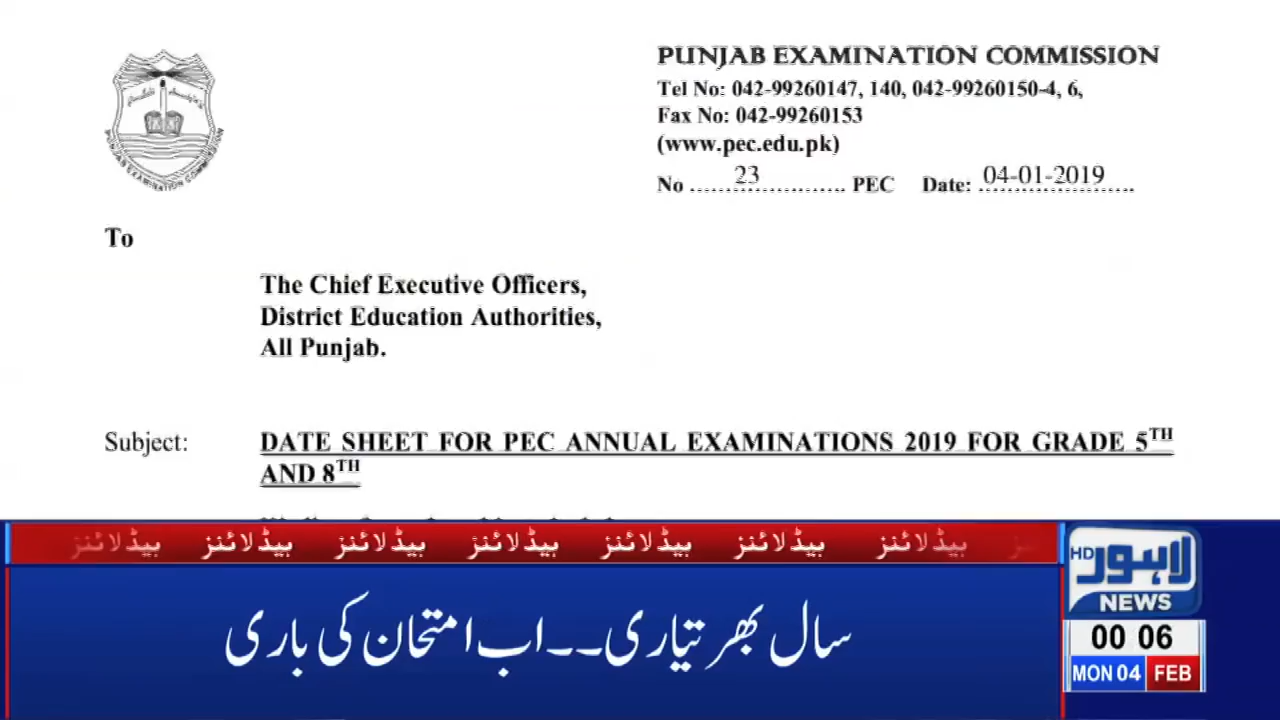 PUNJAB EXAMINATION COMMISSION
Tel No: 042-99260147, 140, 042-99260150-4, 6,
Fax No: 042-99260153
(www.pec.edu.pk)
No ........23........ PEC Date: 04-01-2019
PUNJAB EXAMINATION COMMISSION
To
The Chief Executive Officers,
District Education Authorities,
All Punjab.
Subject: DATE SHEET FOR PEC ANNUAL EXAMINATIONS 2019 FOR GRADE 5TH
AND 8TH
ہیڈلائنز ہیڈلائنز ہیڈلائنز ہیڈلائنز ہیڈلائنز ہیڈلائنز ہیڈلائنز
سال بھر تیاری۔۔اب امتحان کی باری
لاہور HD
NEWS
00 06
MON 04 FEB